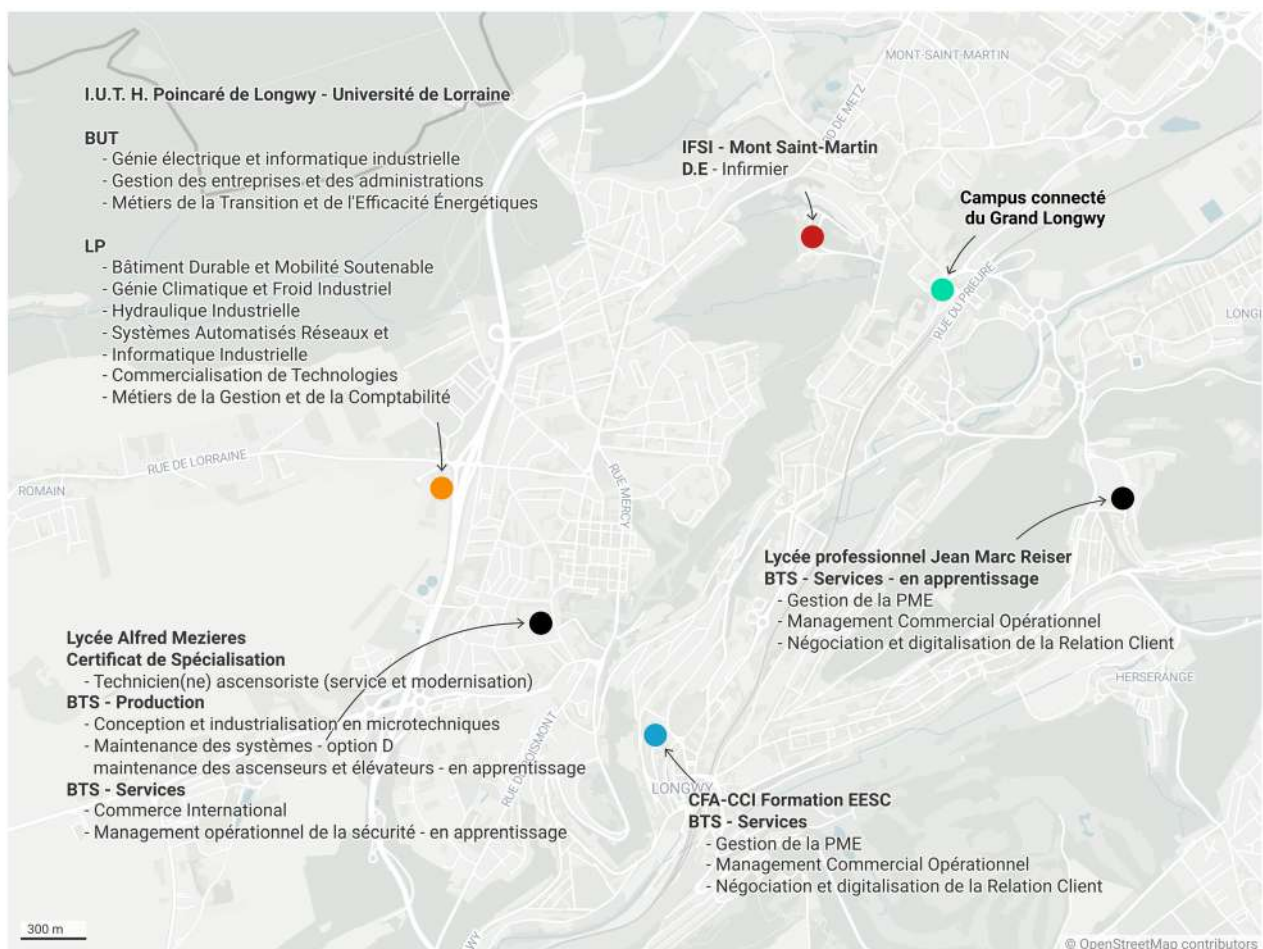 MONT-SAINT-MARTIN
I.U.T. H. Poincaré de Longwy - Université de Lorraine
BUT
- Génie électrique et informatique industrielle
- Gestion des entreprises et des administrations
- Métiers de la Transition et de l'Efficacité Énergétiques
LP
- Bâtiment Durable et Mobilité Soutenable
- Génie Climatique et Froid Industriel
- Hydraulique Industrielle
- Systèmes Automatisés Réseaux et
- Informatique Industrielle
- Commercialisation de Technologies
- Métiers de la Gestion et de la Comptabilité
RD DE METZ
IFSI - Mont Saint-Martin
D.E - Infirmier
Campus connecté
du Grand Longwy
RUE DU PRIEURE
LONGI
RUE DE LORRAINE
ROMAIN
RUE MERCY
Lycée professionnel Jean Marc Reiser
BTS - Services - en apprentissage
- Gestion de la PME
- Management Commercial Opérationnel
- Négociation et digitalisation de la Relation Client
HERSERANGE
Lycée Alfred Mezieres
Certificat de Spécialisation
- Technicien(ne) ascensoriste (service et modernisation)
BTS - Production
- Conception et industrialisation en microtechniques
- Maintenance des systèmes - option D
maintenance des ascenseurs et élévateurs - en apprentissage
BTS - Services
- Commerce International
- Management opérationnel de la sécurité - en apprentissage
LONGWY
CFA-CCI Formation EESC
BTS - Services
- Gestion de la PME
- Management Commercial Opérationnel
- Négociation et digitalisation de la Relation Client
300 m
WY
© OpenStreetMap contributors